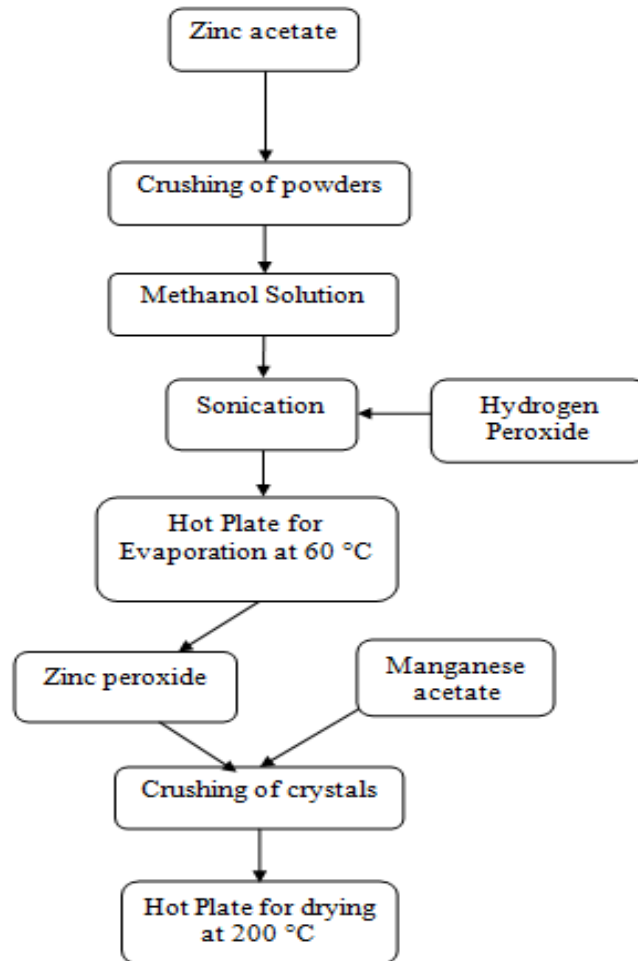 Zinc acetate
Crushing of powders
Methanol Solution
Sonication
Hydrogen
Peroxide
Hot Plate for
Evaporation at 60 °C
Zinc peroxide
Manganese
acetate
Crushing of crystals
Hot Plate for drying
at 200 °C